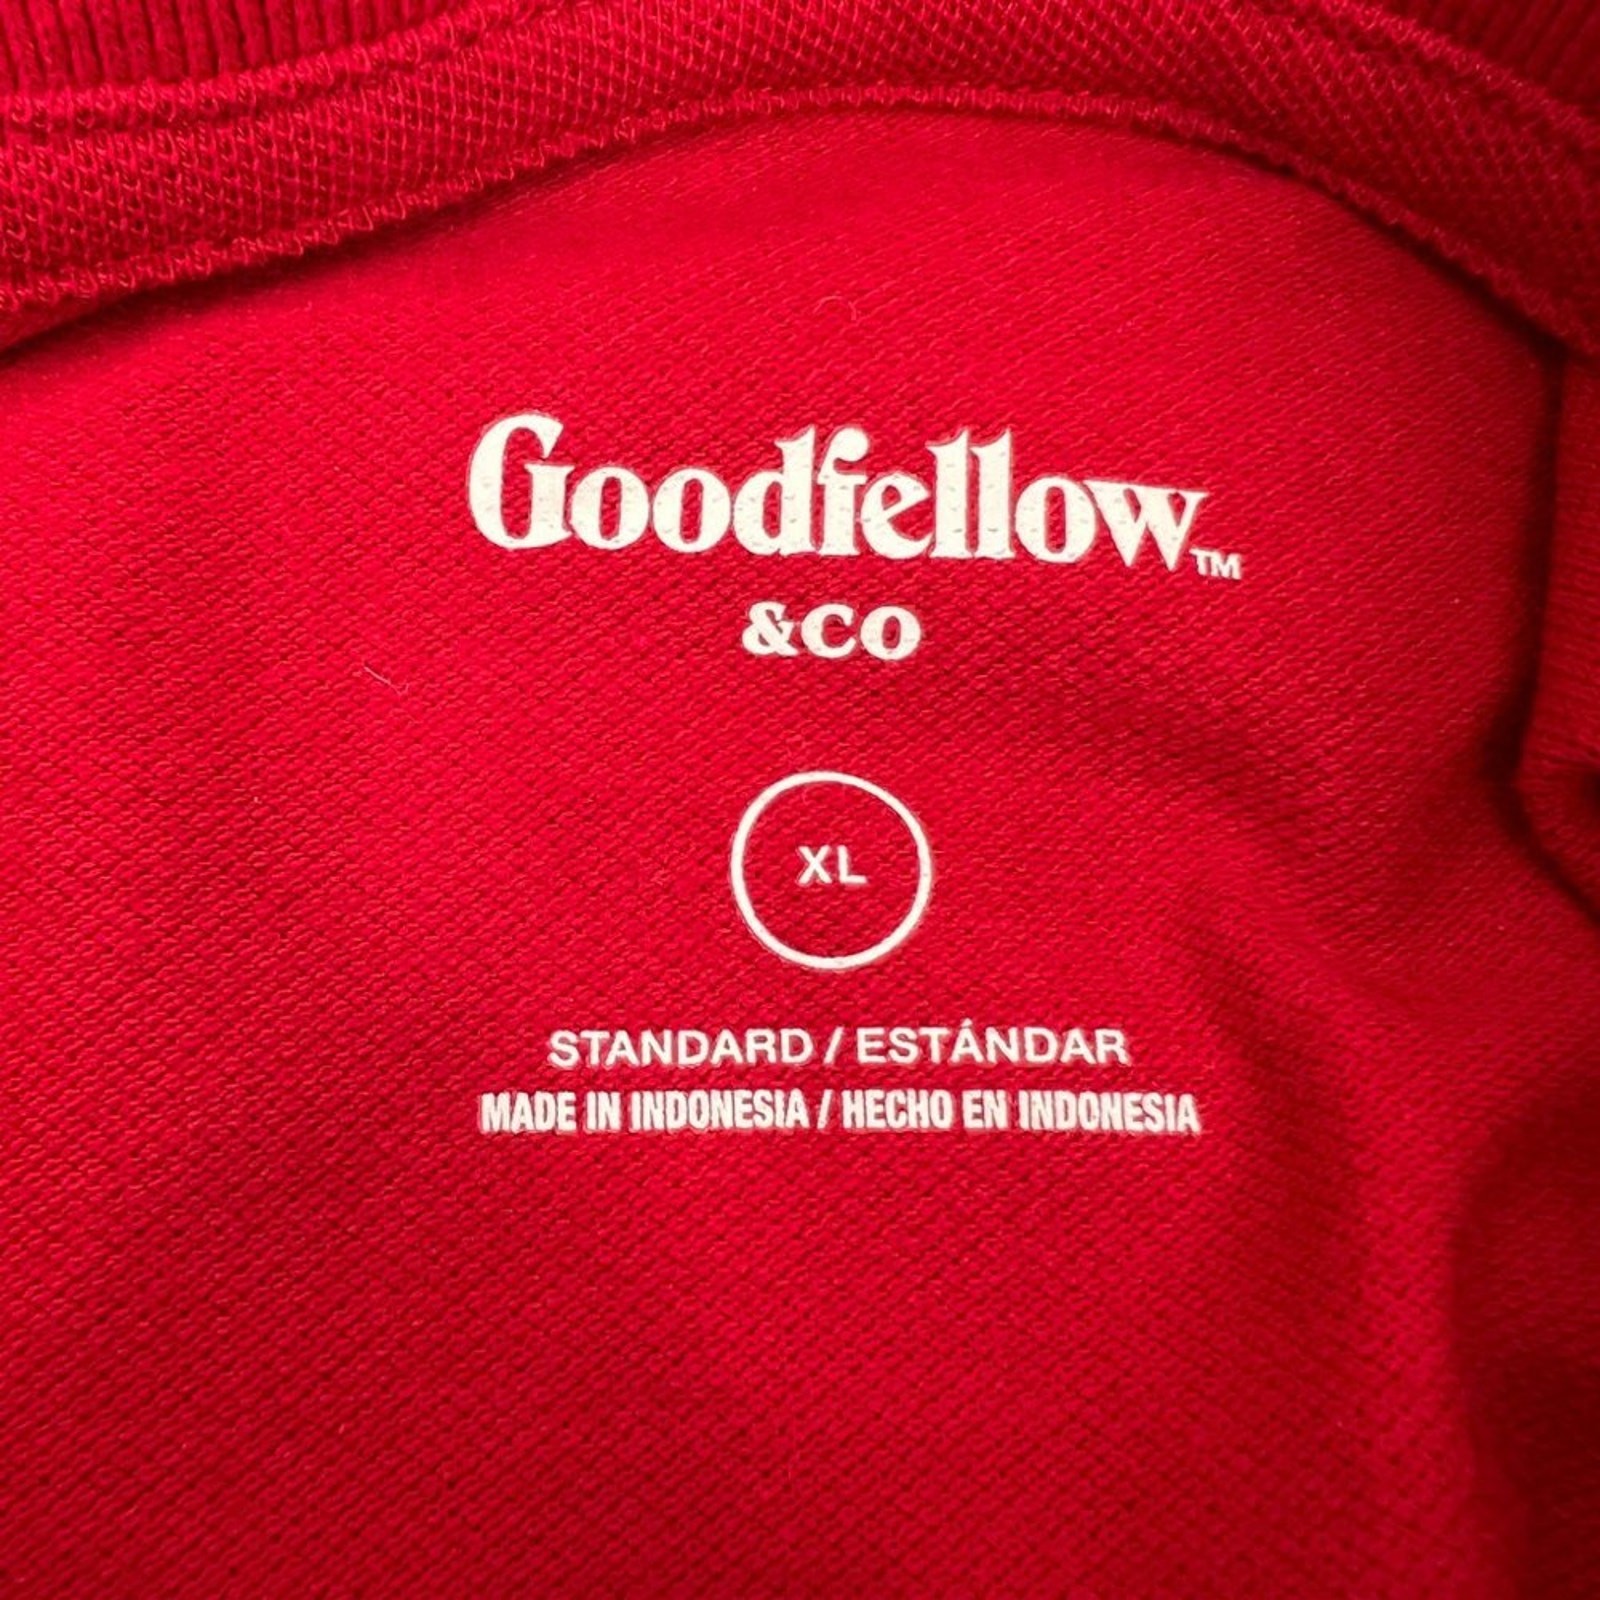 Goodfellow™
&CO
XL
STANDARD / ESTÁNDAR
MADE IN INDONESIA / HECHO EN INDONESIA